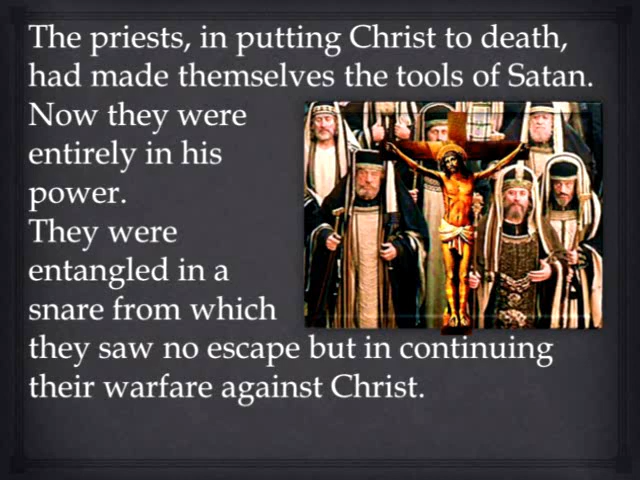 The priests, in putting Christ to death,
had made themselves the tools of Satan.
Now they were
entirely in his
power.
They were
entangled in a
snare from which
they saw no escape but in continuing
their warfare against Christ.